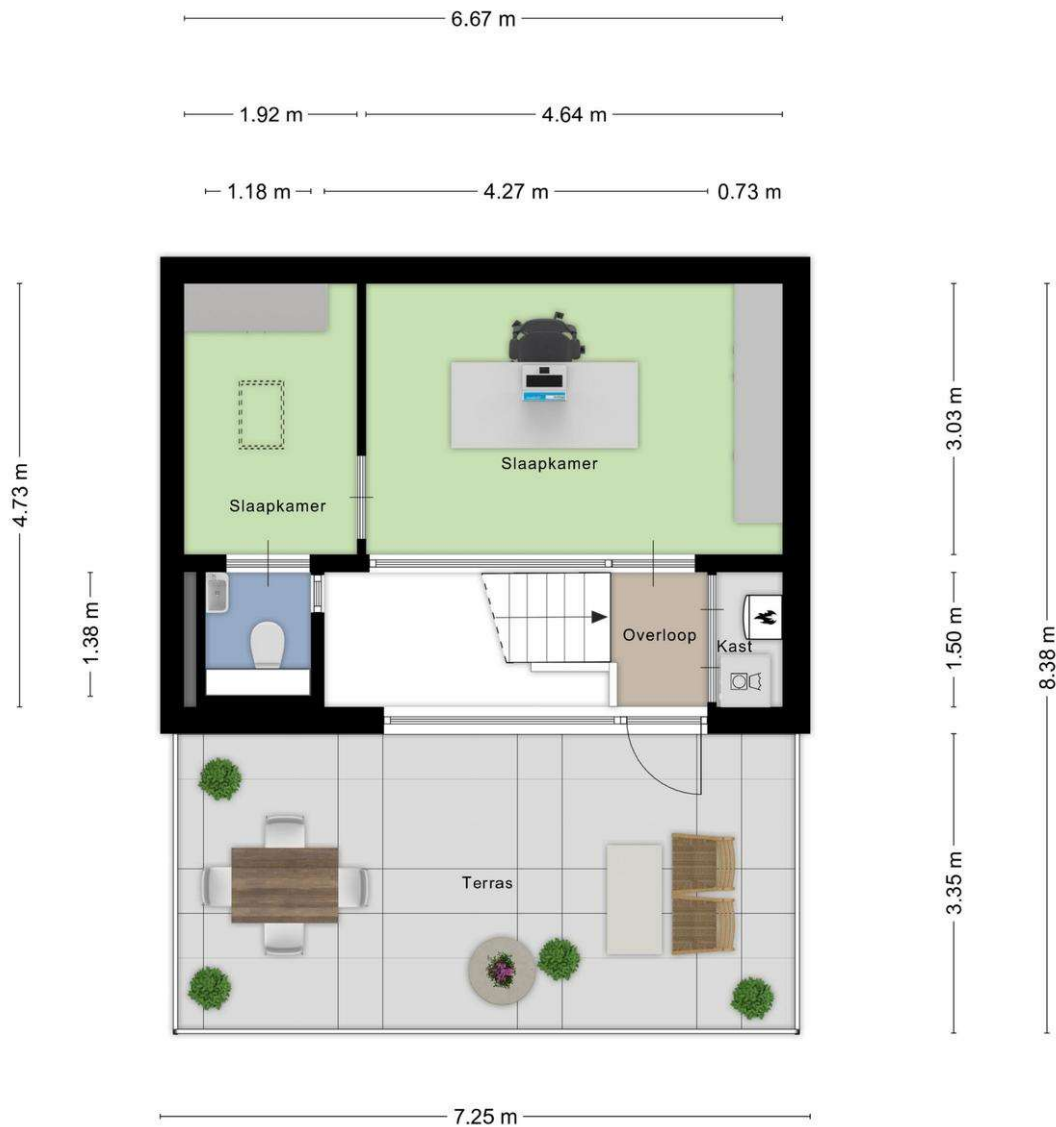 6.67 m
1.92 m
4.64 m
1.18 m
4.27 m
0.73 m
4.73 m
3.03 m
Slaapkamer
Slaapkamer
1.38 m
Overloop
Kast
1.50 m
8.38 m
Terras
3.35 m
7.25 m